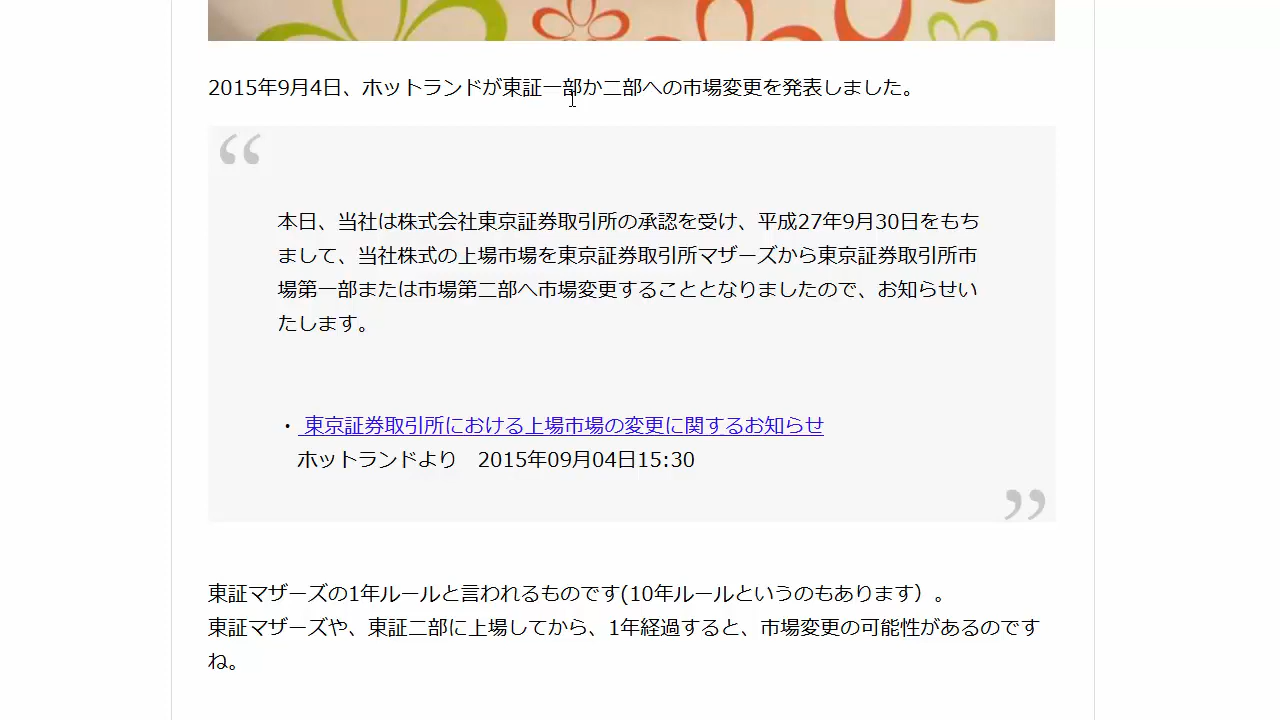 2015年9月4日、ホットランドが東証一部か二部への市場変更を発表しました。
“
本日、当社は株式会社東京証券取引所の承認を受け、平成27年9月30日をもち
まして、当社株式の上場市場を東京証券取引所マザーズから東京証券取引所市
場第一部または市場第二部へ市場変更することとなりましたので、お知らせい
たします。
・ 東京証券取引所における上場市場の変更に関するお知らせ
ホットランドより　2015年09月04日15:30
”
東証マザーズの1年ルールと言われるものです(10年ルールというのもあります）。
東証マザーズや、東証二部に上場してから、1年経過すると、市場変更の可能性があるのです
ね。